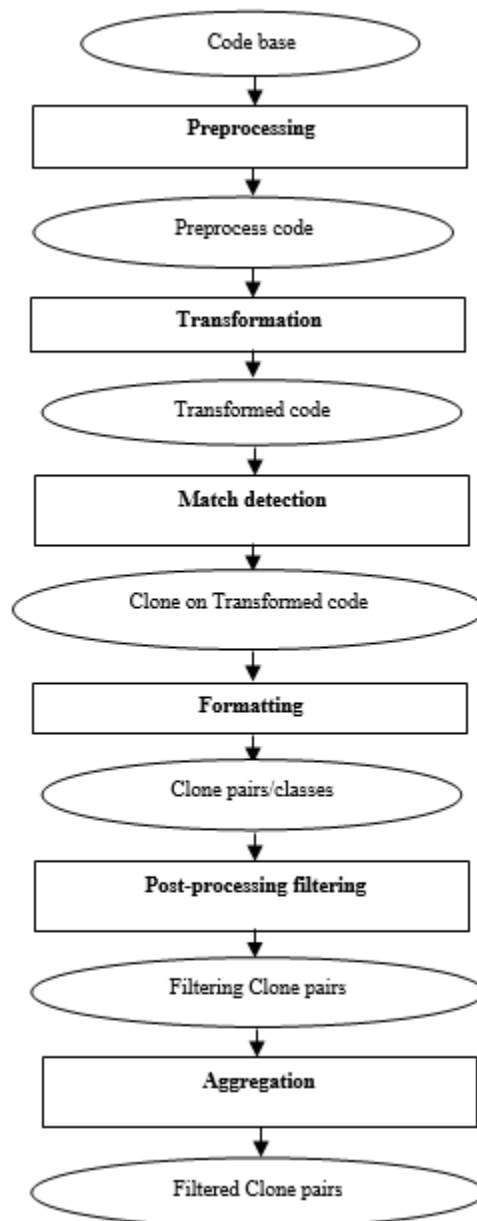 Code base
Preprocessing
Preprocess code
Transformation
Transformed code
Match detection
Clone on Transformed code
Formatting
Clone pairs/classes
Post-processing filtering
Filtering Clone pairs
Aggregation
Filtered Clone pairs